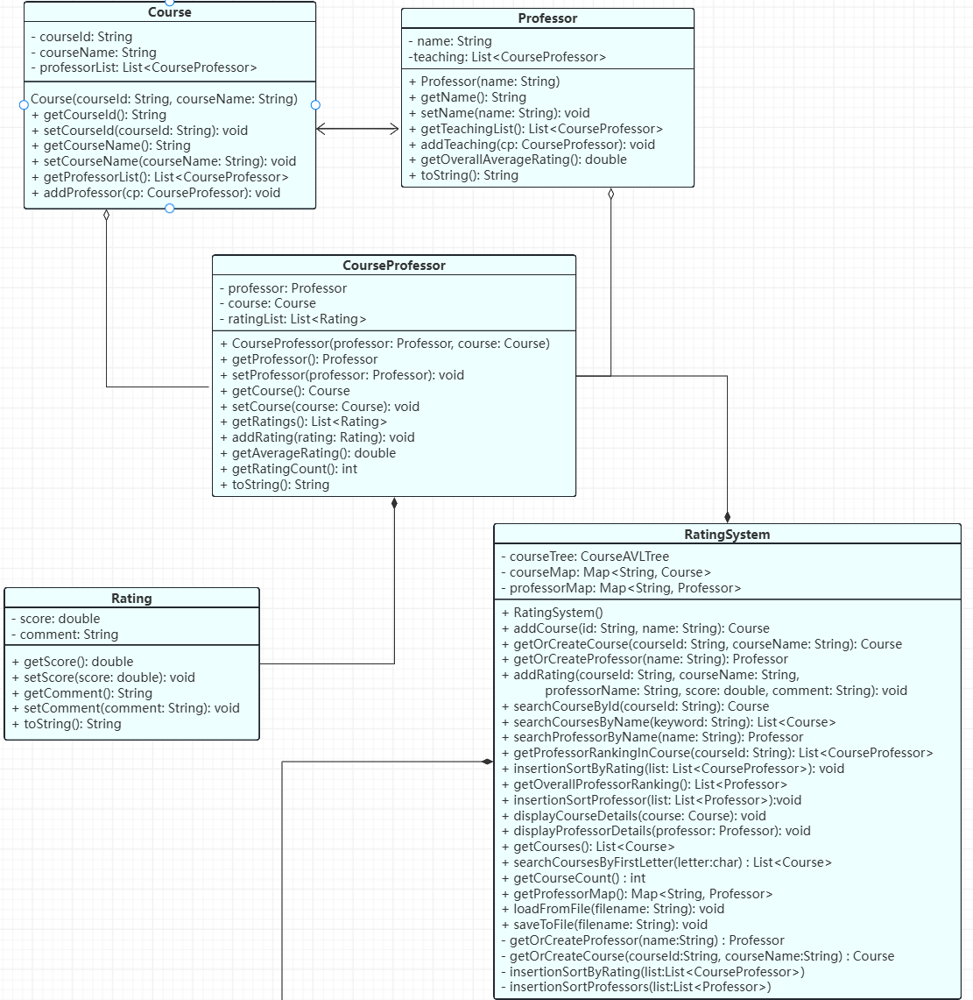 Course
- courseId: String
- courseName: String
- professorList: List<CourseProfessor>
Course(courseId: String, courseName: String)
+ getCourseId(): String
+ setCourseId(courseId: String): void
+ getCourseName(): String
+ setCourseName(courseName: String): void
+ getProfessorList(): List<CourseProfessor>
+ addProfessor(cp: CourseProfessor): void
Professor
- name: String
-teaching: List<CourseProfessor>
+ Professor(name: String)
+ getName(): String
+ setName(name: String): void
+ getTeachingList(): List<CourseProfessor>
+ addTeaching(cp: CourseProfessor): void
+ getOverallAverageRating(): double
+ toString(): String
CourseProfessor
- professor: Professor
- course: Course
- ratingList: List<Rating>
+ CourseProfessor(professor: Professor, course: Course)
+ getProfessor(): Professor
+ setProfessor(professor: Professor): void
+ getCourse(): Course
+ setCourse(course: Course): void
+ getRatings(): List<Rating>
+ addRating(rating: Rating): void
+ getAverageRating(): double
+ getRatingCount(): int
+ toString(): String
Rating
- score: double
- comment: String
+ getScore(): double
+ setScore(score: double): void
+ getComment(): String
+ setComment(comment: String): void
+ toString(): String
RatingSystem
- courseTree: CourseAVLTree
- courseMap: Map<String, Course>
- professorMap: Map<String, Professor>
+ RatingSystem()
+ addCourse(id: String, name: String): Course
+ getOrCreateCourse(courseId: String, courseName: String): Course
+ getOrCreateProfessor(name: String): Professor
+ addRating(courseId: String, courseName: String,
professorName: String, score: double, comment: String): void
+ searchCourseById(courseId: String): Course
+ searchCoursesByName(keyword: String): List<Course>
+ searchProfessorByName(name: String): Professor
+ getProfessorRankingInCourse(courseId: String): List<CourseProfessor>
+ insertionSortByRating(list: List<CourseProfessor>): void
+ getOverallProfessorRanking(): List<Professor>
+ insertionSortProfessor(list: List<Professor>):void
+ displayCourseDetails(course: Course): void
+ displayProfessorDetails(professor: Professor): void
+ getCourses(): List<Course>
+ searchCoursesByFirstLetter(letter:char) : List<Course>
+ getCourseCount() : int
+ getProfessorMap(): Map<String, Professor>
+ loadFromFile(filename: String): void
+ saveToFile(filename: String): void
- getOrCreateProfessor(name:String) : Professor
- getOrCreateCourse(courseId:String, courseName:String) : Course
- insertionSortByRating(list:List<CourseProfessor>)
- insertionSortProfessors(list:List<Professor>)